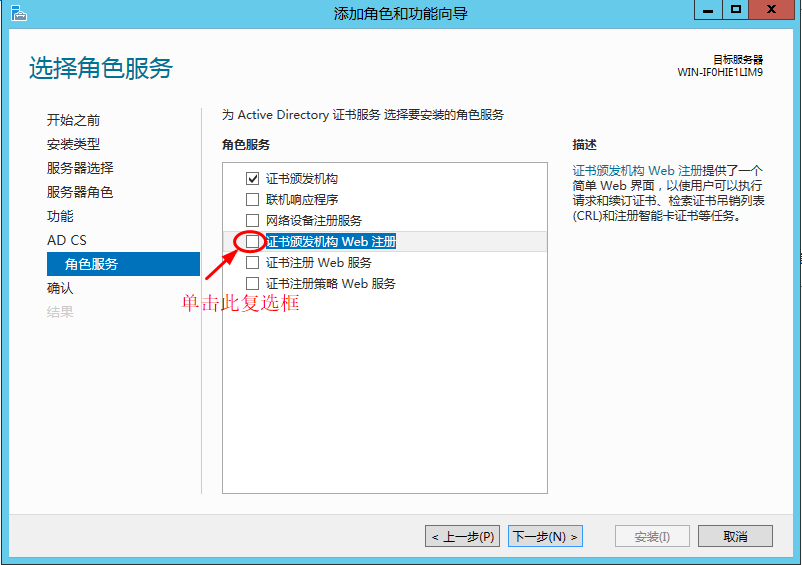 添加角色和功能向导
选择角色服务
目标服务器
WIN-IF0HIE1LIM9
开始之前
安装类型
服务器选择
服务器角色
功能
AD CS
角色服务
确认
结果
为 Active Directory 证书服务 选择要安装的角色服务
角色服务
证书颁发机构
联机响应程序
网络设备注册服务
证书颁发机构 Web 注册
证书注册 Web 服务
证书注册策略 Web 服务
单击此复选框
描述
证书颁发机构 Web 注册提供了一个
简单 Web 界面，以使用户可以执行
请求和续订证书、检索证书吊销列表
(CRL)和注册智能卡证书等任务。
< 上一步(P)
下一步(N) >
安装(I)
取消